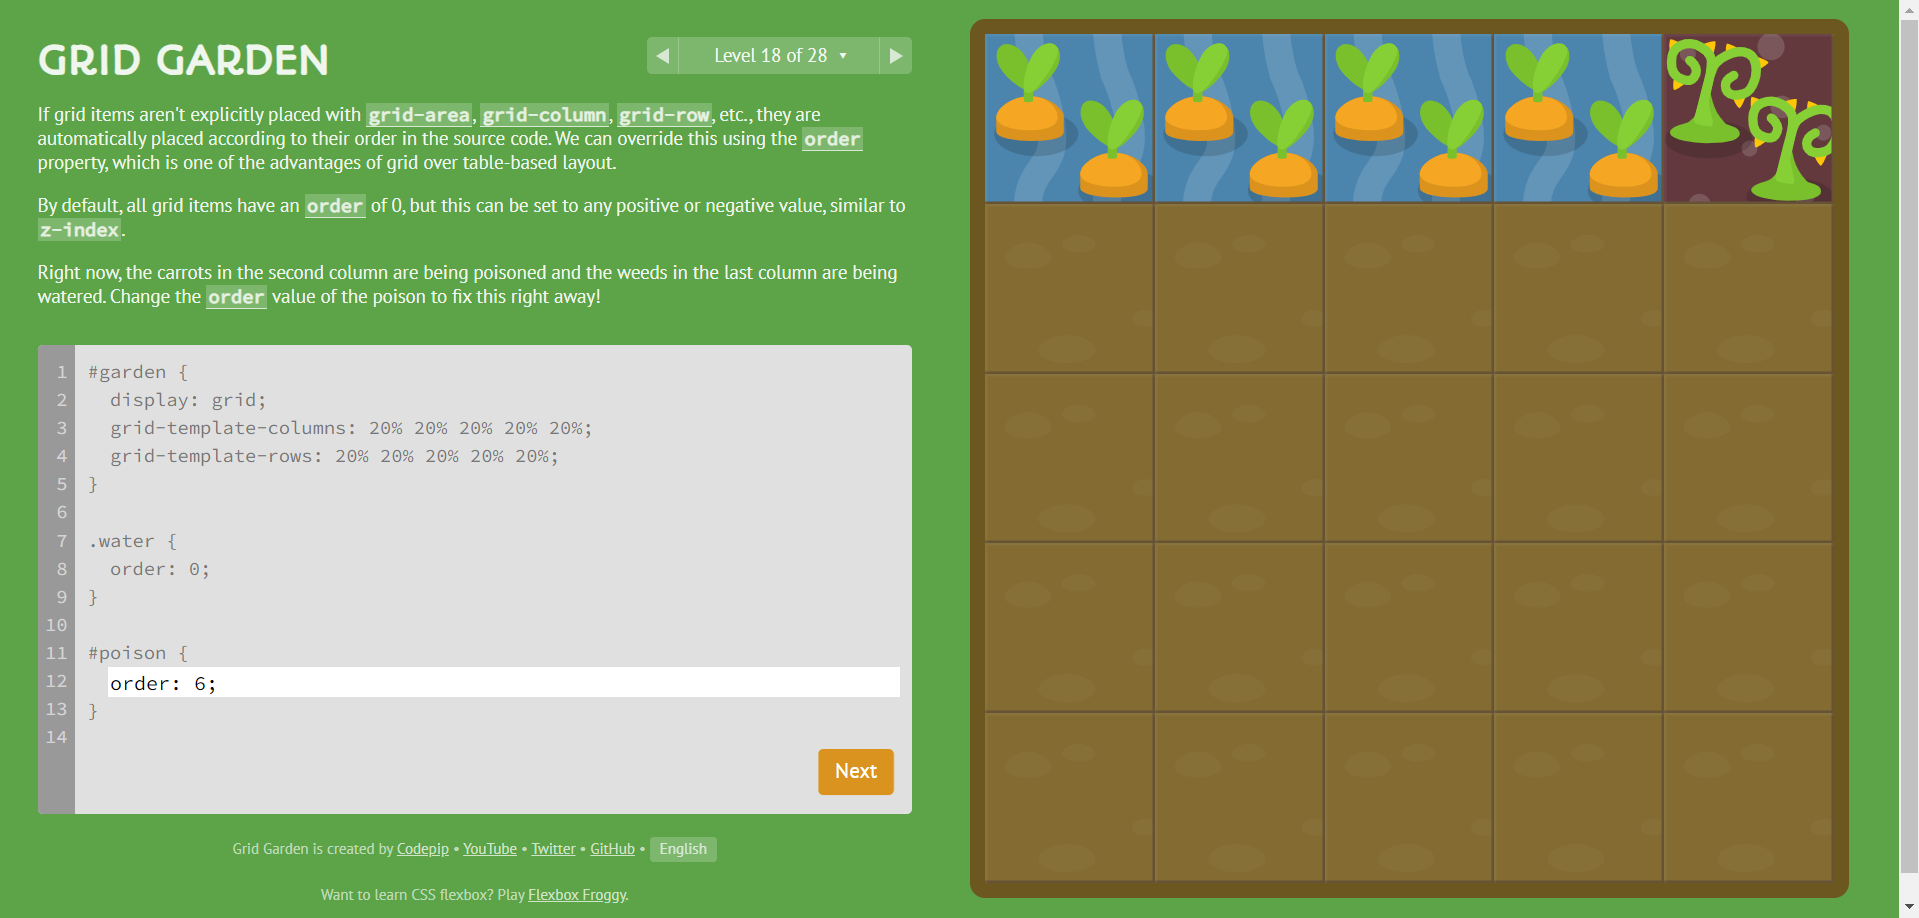 GRID GARDEN
◀ Level 18 of 28 ▾ ▶
If grid items aren't explicitly placed with grid-area, grid-column, grid-row, etc., they are
automatically placed according to their order in the source code. We can override this using the order
property, which is one of the advantages of grid over table-based layout.
By default, all grid items have an order of 0, but this can be set to any positive or negative value, similar to
z-index.
Right now, the carrots in the second column are being poisoned and the weeds in the last column are being
watered. Change the order value of the poison to fix this right away!
1 #garden {
2 display: grid;
3 grid-template-columns: 20% 20% 20% 20% 20%;
4 grid-template-rows: 20% 20% 20% 20% 20%;
5 }
6
7 .water {
8 order: 0;
9 }
10
11 #poison {
12 order: 6;
13 }
14
Next
Grid Garden is created by Codepip • YouTube • Twitter • GitHub • English
Want to learn CSS flexbox? Play Flexbox Froggy.